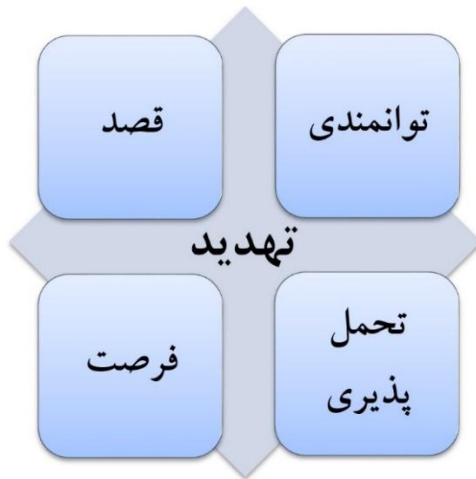 توانمندی
قصد
تهدید
تحمل
پذیری
فرصت